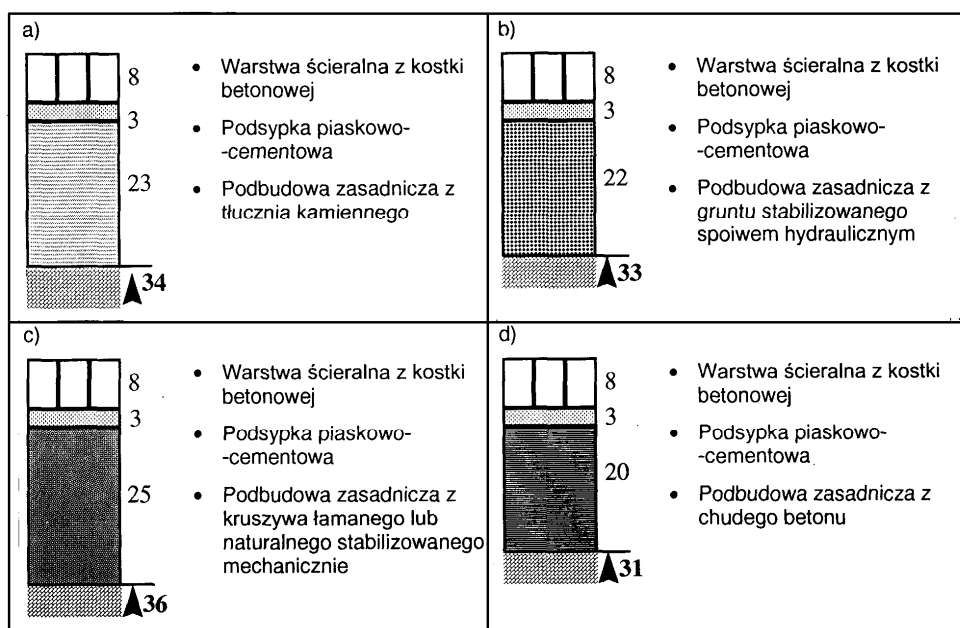 a)
8
3
23
34
• Warstwa ścieralna z kostki
betonowej
• Podsypka piaskowo-
-cementowa
• Podbudowa zasadnicza z
tłucznia kamiennego
b)
8
3
22
33
• Warstwa ścieralna z kostki
betonowej
• Podsypka piaskowo-
-cementowa
• Podbudowa zasadnicza z
gruntu stabilizowanego
spoiwem hydraulicznym
c)
8
3
25
36
• Warstwa ścieralna z kostki
betonowej
• Podsypka piaskowo-
-cementowa
• Podbudowa zasadnicza z
kruszywa łamanego lub
naturalnego stabilizowanego
mechanicznie
d)
8
3
20
31
• Warstwa ścieralna z kostki
betonowej
• Podsypka piaskowo-
-cementowa
• Podbudowa zasadnicza z
chudego betonu